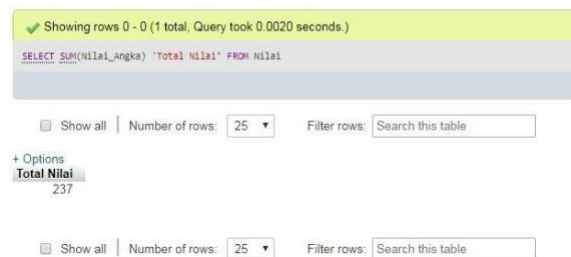 Showing rows 0 - 0 (1 total, Query took 0.0020 seconds.)
SELECT SUM(Nilai_Angka) 'Total Nilai' FROM Nilai
Show all | Number of rows: 25 Filter rows: Search this table
+ Options
Total Nilai
237
Show all | Number of rows: 25 Filter rows: Search this table